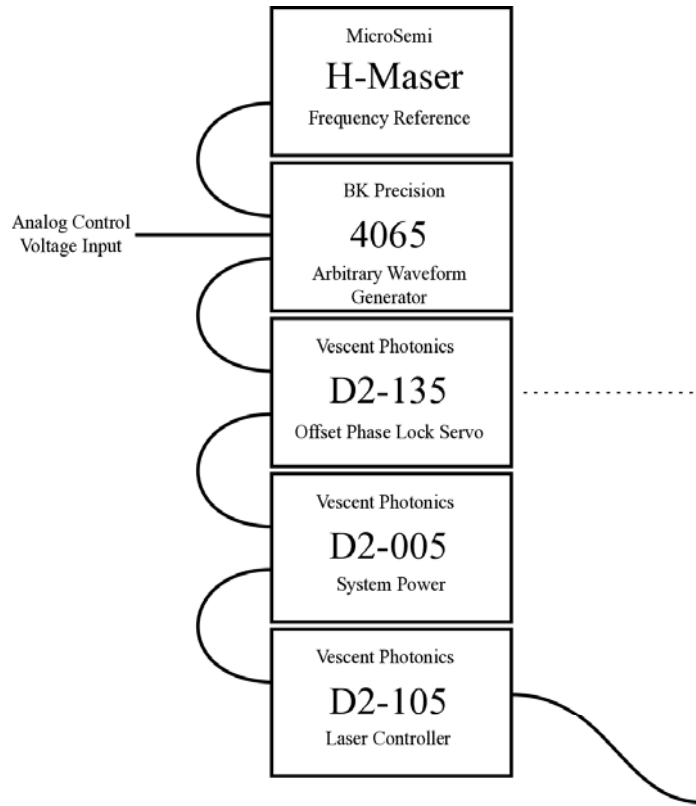 MicroSemi
H-Maser
Frequency Reference
BK Precision
Analog Control
Voltage Input
4065
Arbitrary Waveform
Generator
Vescent Photonics
D2-135
Offset Phase Lock Servo
Vescent Photonics
D2-005
System Power
Vescent Photonics
D2-105
Laser Controller